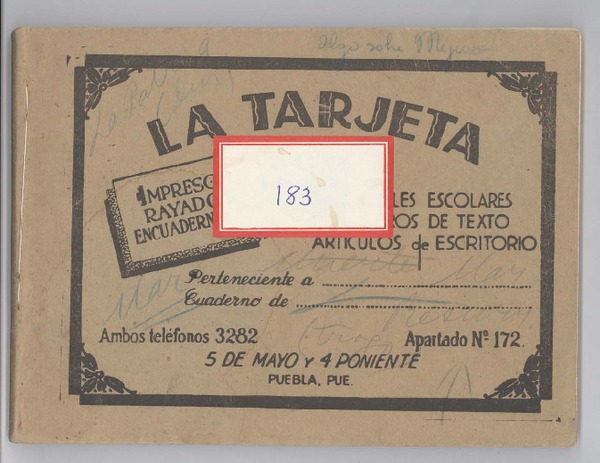 Algo sobre Mexico
LA TARJETA
183
IMPRESO
RAYADO
ENCUADERN
LES ESCOLARES
ROS DE TEXTO
ARTICULOS de ESCRITORIO
Perteneciente a
Cuaderno de
Ambos teléfonos 3282
Apartado Nº 172.
5 DE MAYO y 4 PONIENTE
PUEBLA, PUE.